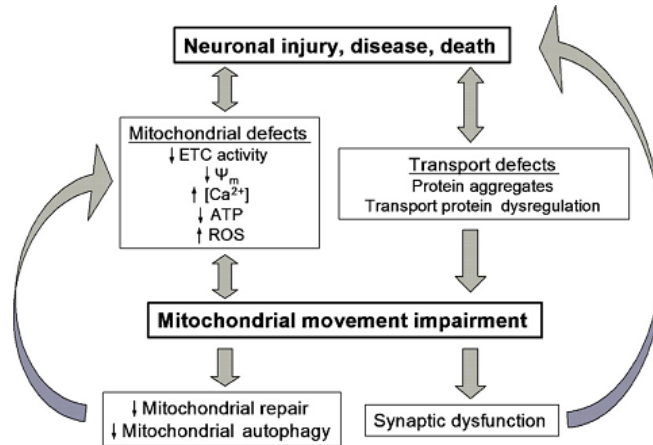 Neuronal injury, disease, death
Mitochondrial defects
↓ ETC activity
↓ Ψm
↑ [Ca²⁺]
↓ ATP
↑ ROS
Transport defects
Protein aggregates
Transport protein dysregulation
Mitochondrial movement impairment
↓ Mitochondrial repair
↓ Mitochondrial autophagy
Synaptic dysfunction